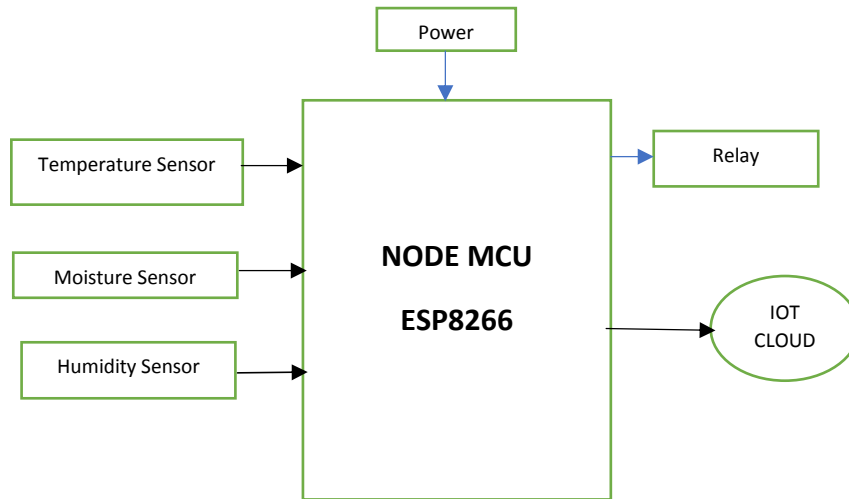 Power
Temperature Sensor
Relay
Moisture Sensor
NODE MCU
ESP8266
IOT
CLOUD
Humidity Sensor